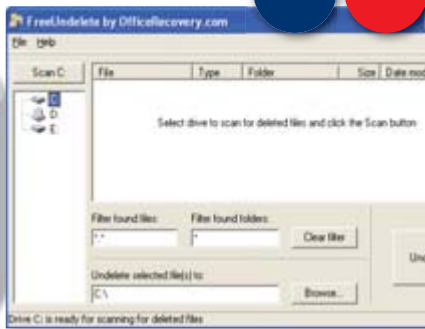 FreeUndelete by OfficeRecovery.com
File Help
Scan C: File Type Folder Size Date mod
C:
D:
E:
Select drive to scan for deleted files and click the Scan button
Filter found files: Filter found folders:
*.* * Clear filter
Und
Undelete selected file(s) to:
C:\ Browse...
Drive C: is ready for scanning for deleted files